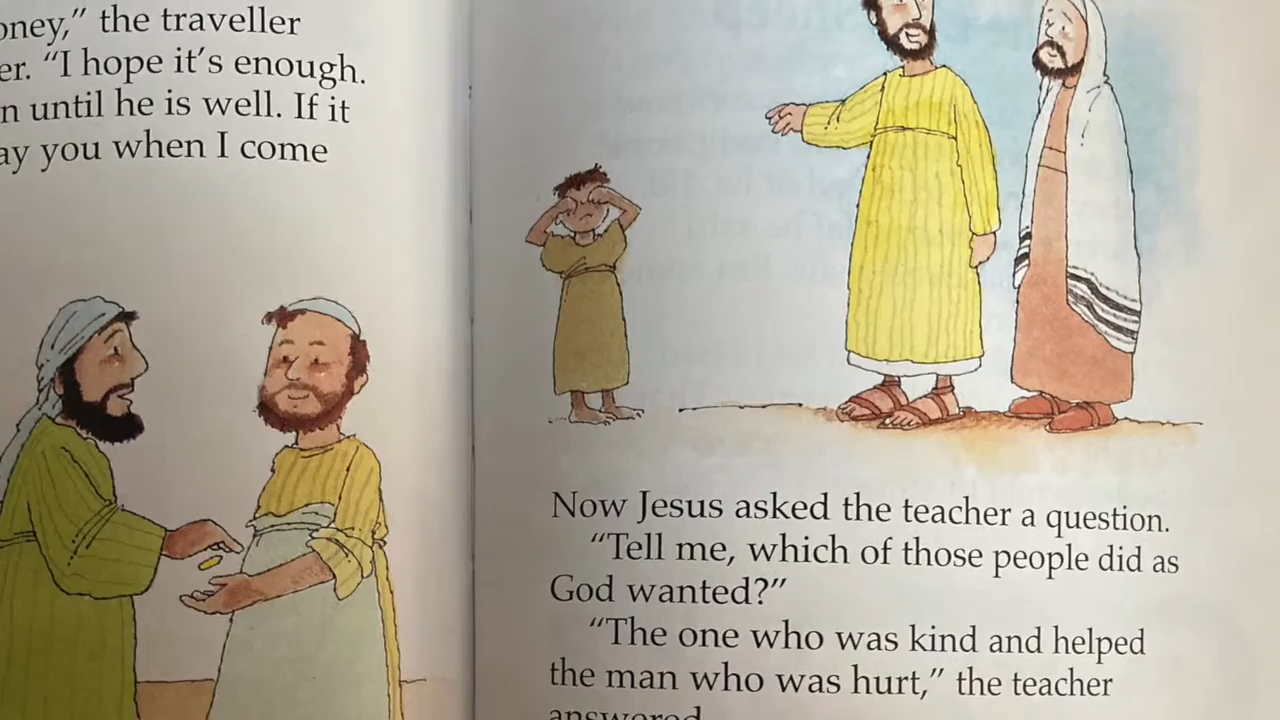 oney,” the traveller
er. “I hope it’s enough.
n until he is well. If it
ay you when I come
Now Jesus asked the teacher a question.
“Tell me, which of those people did as
God wanted?”
“The one who was kind and helped
the man who was hurt,” the teacher
answered